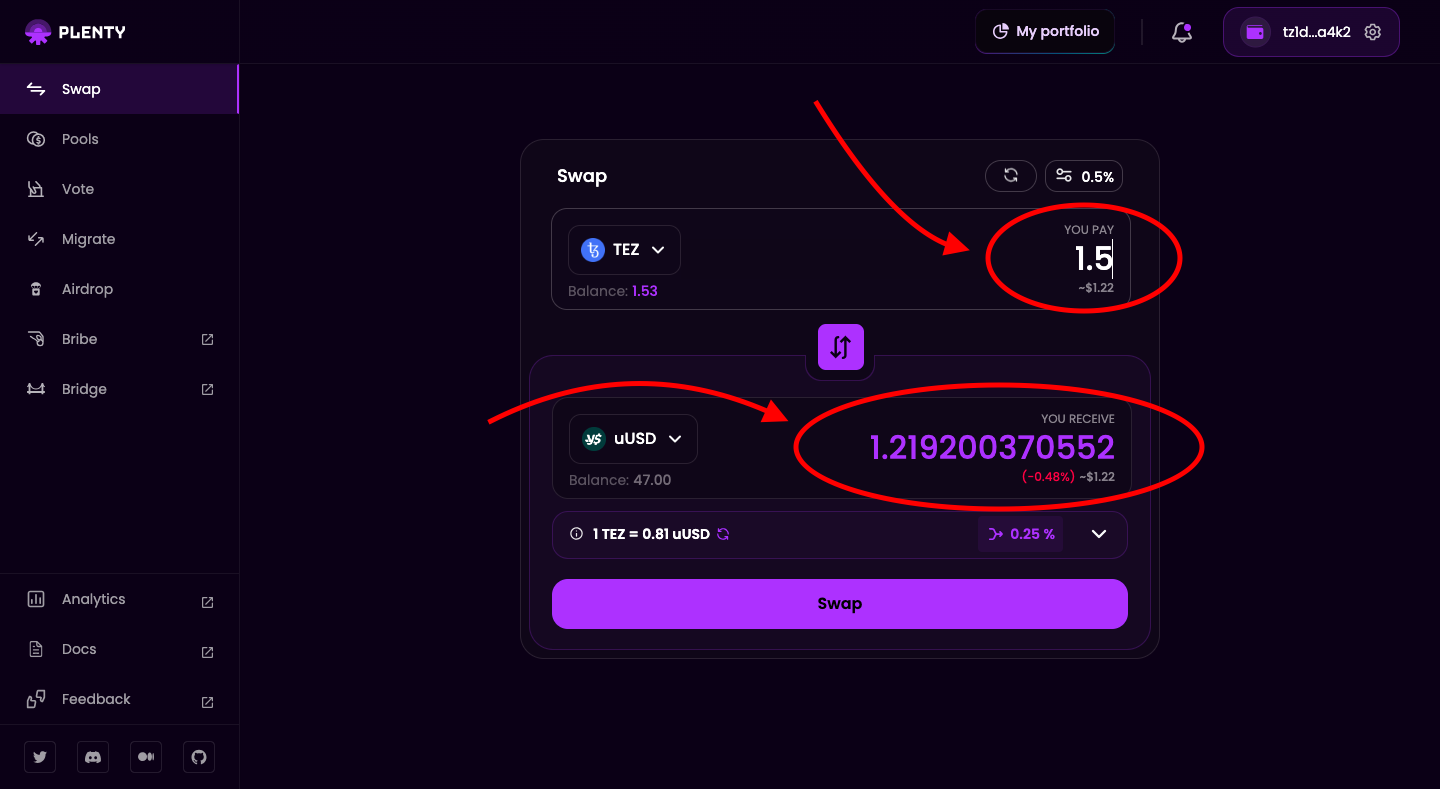 PLENTY
My portfolio
tz1d...a4k2
Swap
Pools
Vote
Migrate
Airdrop
Bribe
Bridge
Analytics
Docs
Feedback
Swap
0.5%
TEZ
Balance: 1.53
YOU PAY
1.5
~$1.22
uUSD
Balance: 47.00
YOU RECEIVE
1.219200370552
(-0.48%) ~$1.22
1 TEZ = 0.81 uUSD
0.25 %
Swap